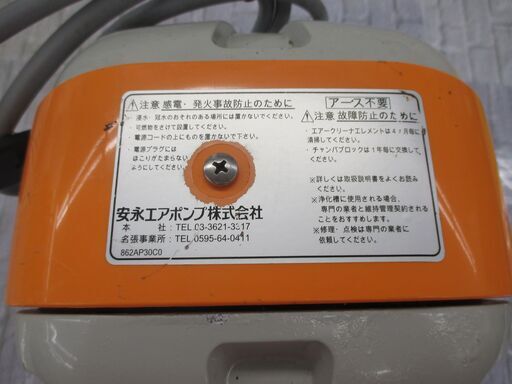 ⚠注意 感電・発火事故防止のために
・浸水・冠水のおそれのある場所には置かないでください。
・可燃物をさけて設置してください。
・電源コードの上にものを置かないで下さい。
・電源プラグには
ほこりがたまらない
ようにしてください。
安永エアポンプ株式会社
本　　社：TEL 03-3621-3317
名張事業所：TEL 0595-64-0411
862AP30C0
アース不要
⚠注意 故障防止のために
・エアークリーナエレメントは4ヶ月毎に
清掃してください。
・チャンバブロックは1年毎に交換して
ください。
※詳しくは取扱説明書をよくお読み
ください。
※浄化槽に使用される場合、
専門の業者と維持管理契約される
ことをおすすめします。
※修理・点検は専門の業者に
依頼してください。